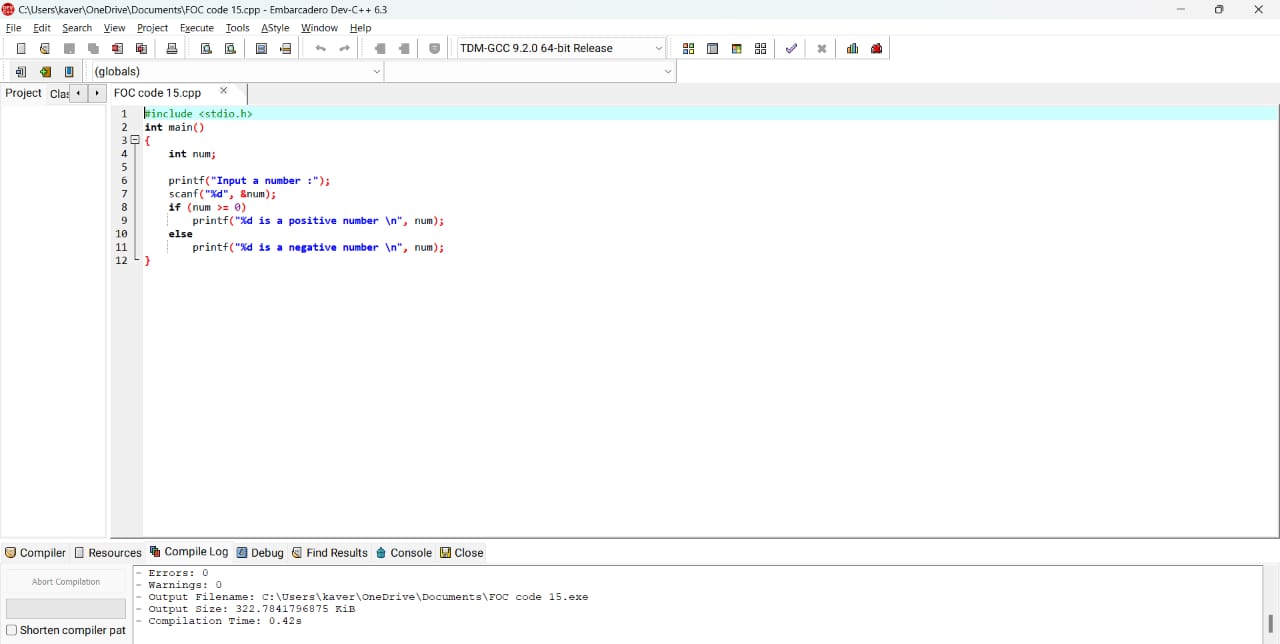 C:\Users\kaver\OneDrive\Documents\FOC code 15.cpp - Embarcadero Dev-C++ 6.3
File Edit Search View Project Execute Tools AStyle Window Help
TDM-GCC 9.2.0 64-bit Release
(globals)
Project Clas FOC code 15.cpp
1 #include <stdio.h>
2 int main()
3 {
4 int num;
5
6 printf("Input a number :");
7 scanf("%d", &num);
8 if (num >= 0)
9 printf("%d is a positive number \n", num);
10 else
11 printf("%d is a negative number \n", num);
12 }
Compiler Resources Compile Log Debug Find Results Console Close
Abort Compilation
Shorten compiler pat
- Errors: 0
- Warnings: 0
- Output Filename: C:\Users\kaver\OneDrive\Documents\FOC code 15.exe
- Output Size: 322.7841796875 KiB
- Compilation Time: 0.42s